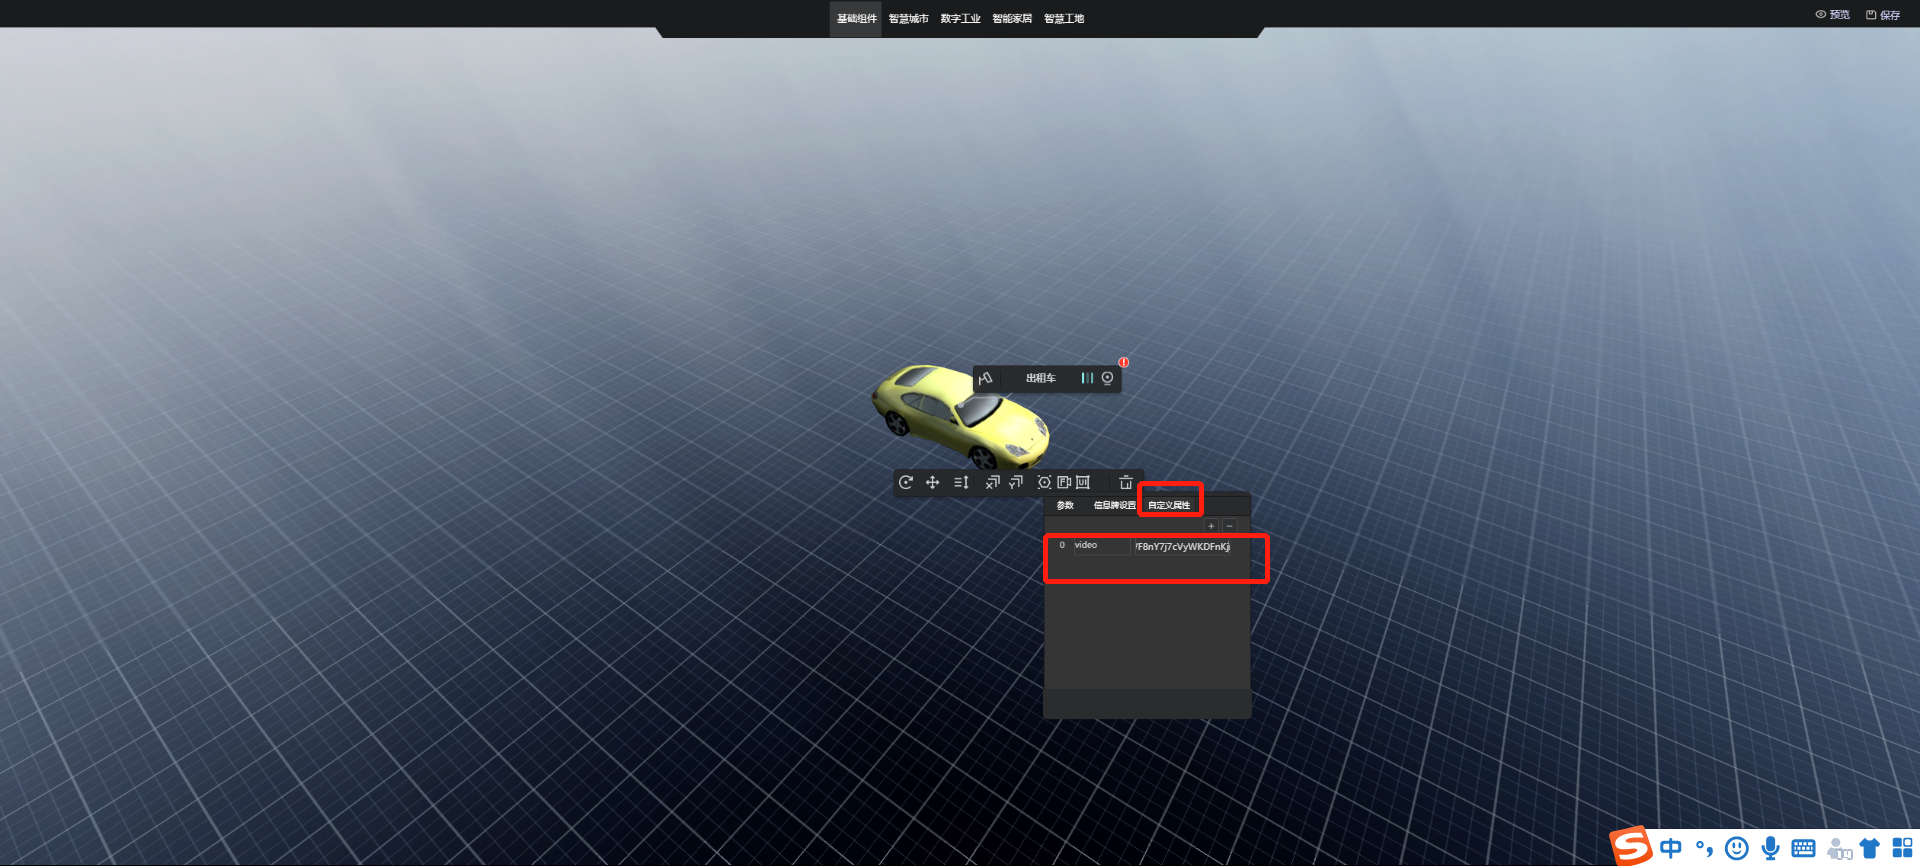 基础组件 智慧城市 数字工业 智能家居 智慧工地
预览 保存
出租车
参数 信息牌设置 自定义属性
+ −
0 video /F8nY7j7cVyWKDFnKj
中